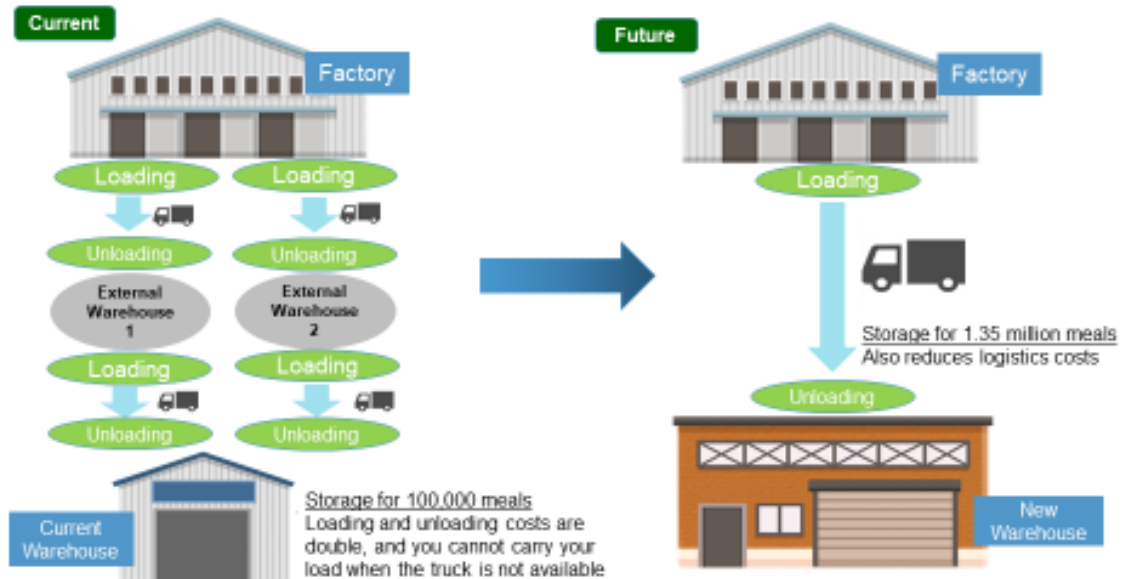 Current
Factory
Loading
Loading
Unloading
Unloading
External
Warehouse
1
External
Warehouse
2
Loading
Loading
Unloading
Unloading
Current
Warehouse
Storage for 100,000 meals
Loading and unloading costs are
double, and you cannot carry your
load when the truck is not available
Future
Factory
Loading
Storage for 1.35 million meals
Also reduces logistics costs
Unloading
New
Warehouse